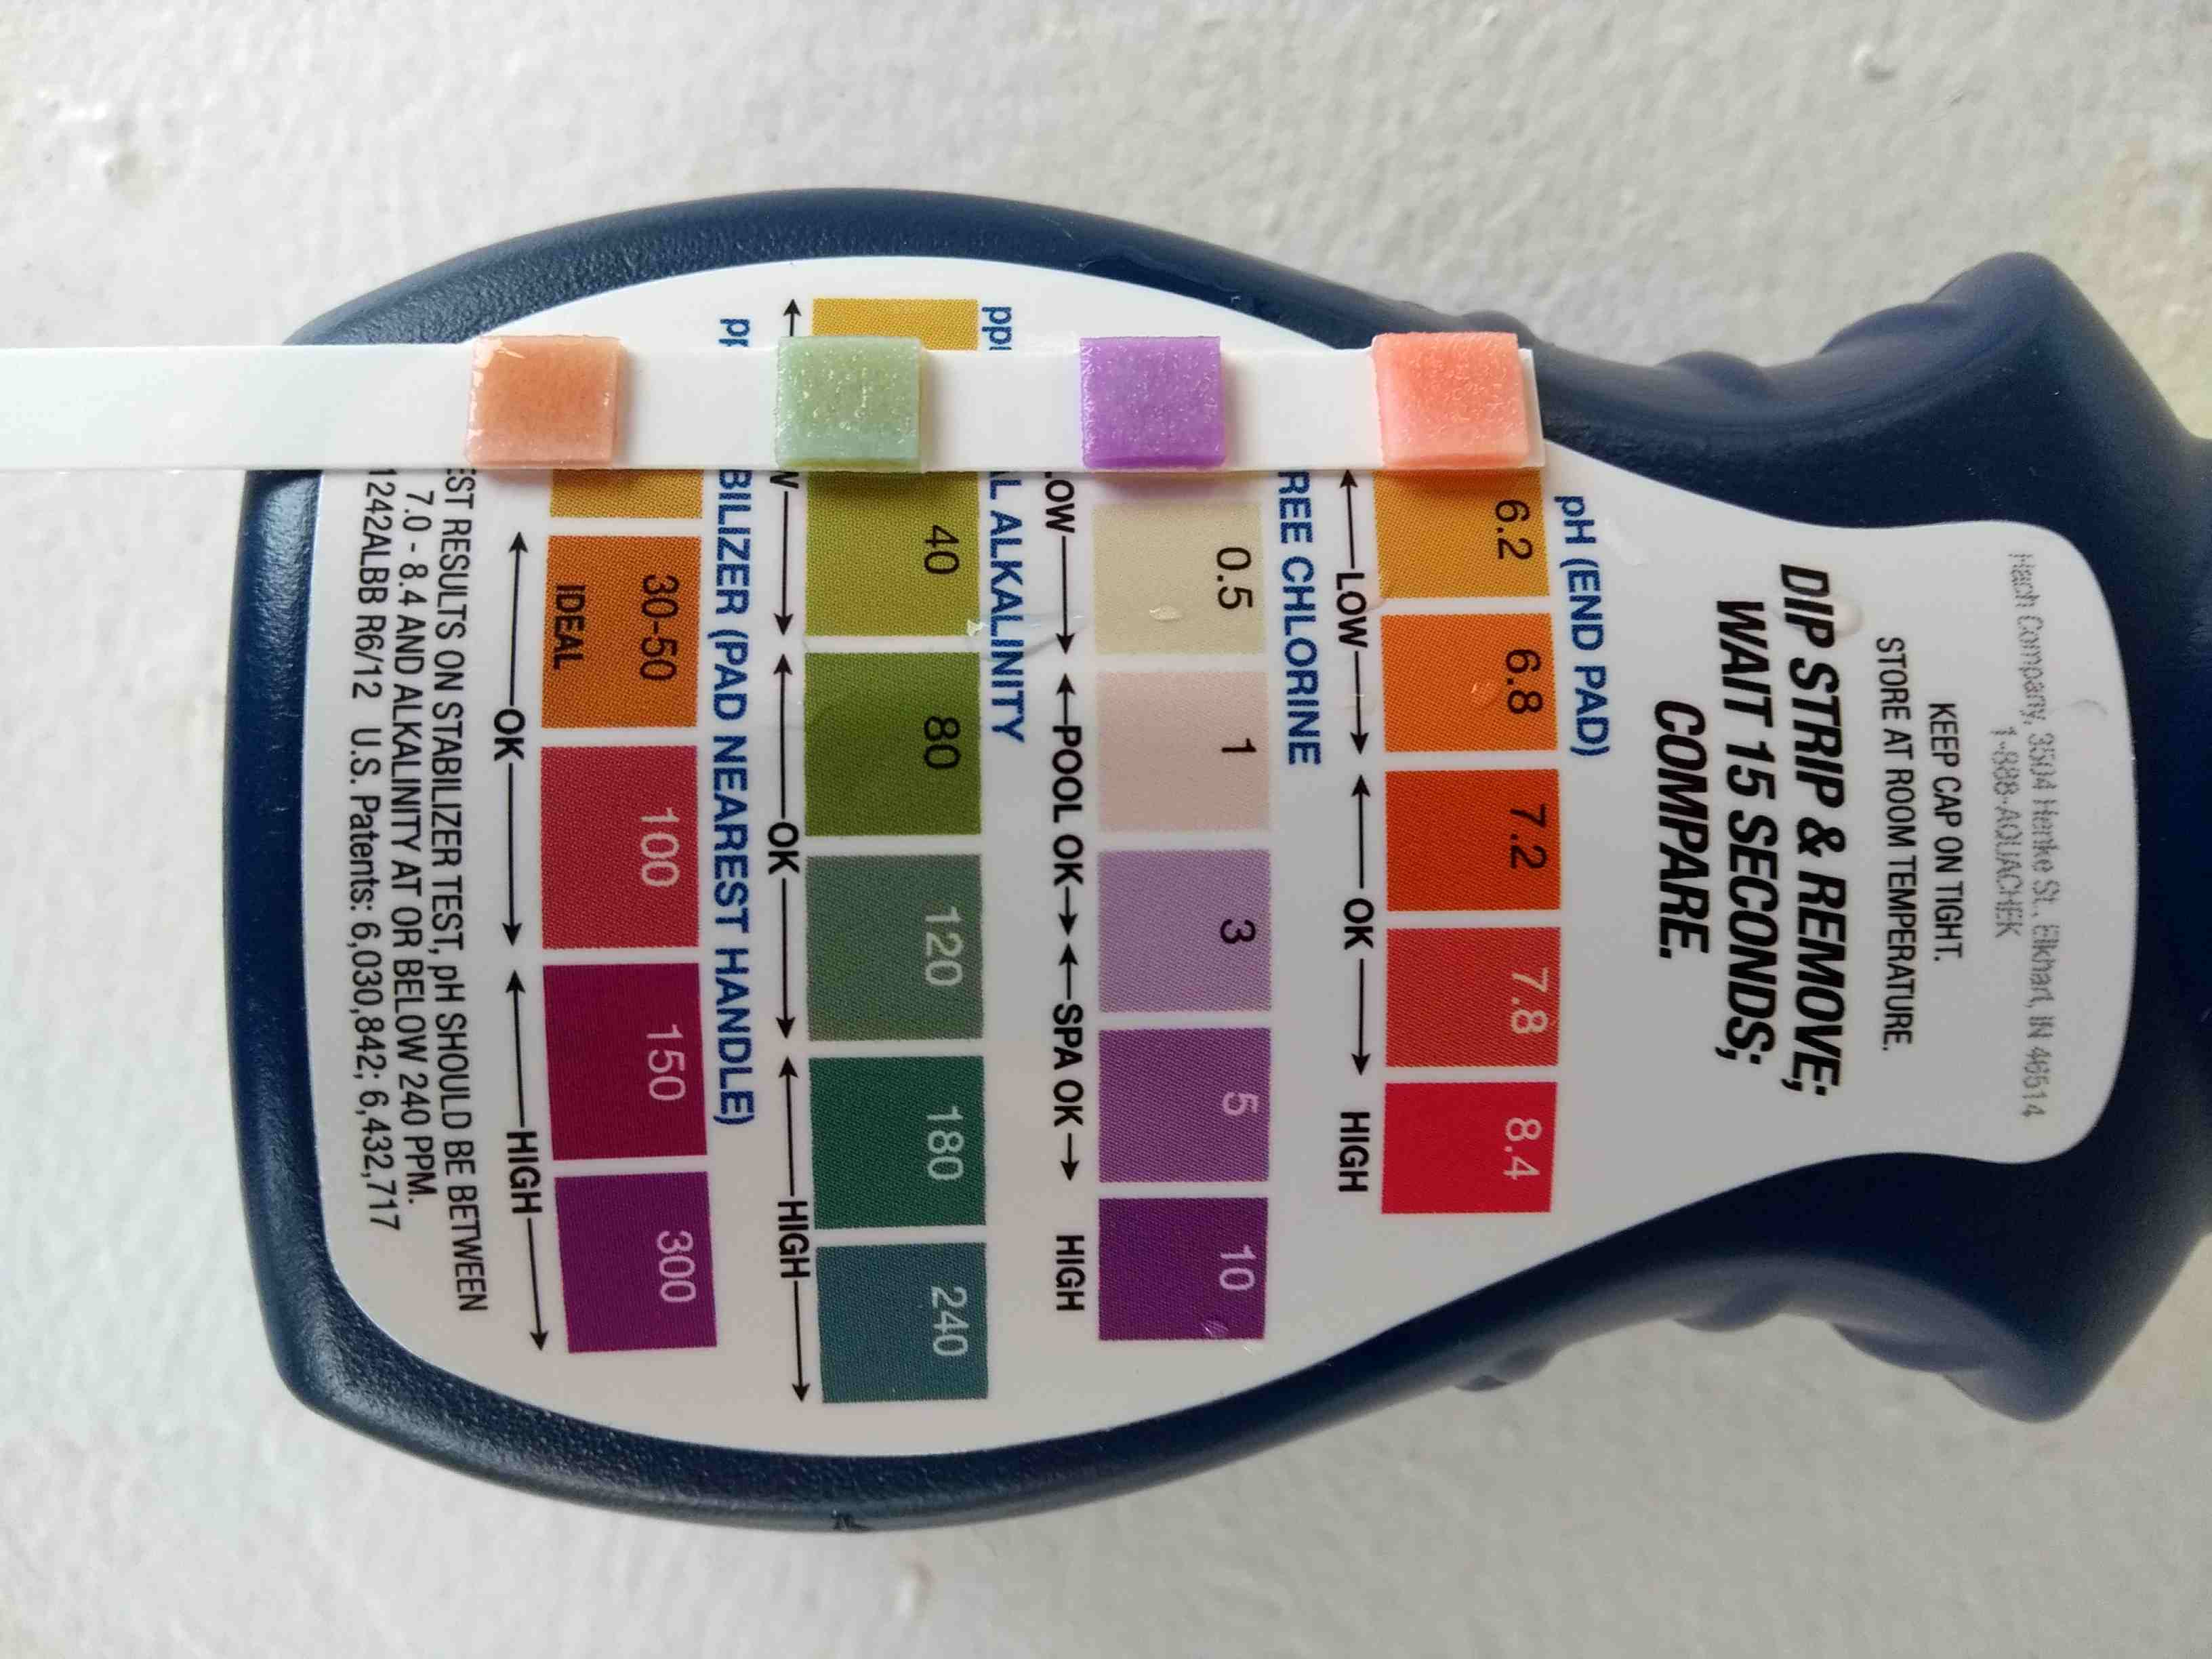 Hach Company, 3504 Henke St., Elkhart, IN 46514
1-888-AQUACHEK
KEEP CAP ON TIGHT.
STORE AT ROOM TEMPERATURE.
DIP STRIP & REMOVE;
WAIT 15 SECONDS;
COMPARE.
pH (END PAD)
6.2 6.8 7.2 7.8 8.4
LOW OK HIGH
REE CHLORINE
0.5 1 3 5 10
LOW POOL OK SPA OK HIGH
pp L ALKALINITY
40 80 120 180 240
W OK HIGH
pp BILIZER (PAD NEAREST HANDLE)
30-50 100 150 300
IDEAL
OK HIGH
EST RESULTS ON STABILIZER TEST, pH SHOULD BE BETWEEN
7.0 - 8.4 AND ALKALINITY AT OR BELOW 240 PPM.
1242ALBB R6/12 U.S. Patents: 6,030,842; 6,432,717